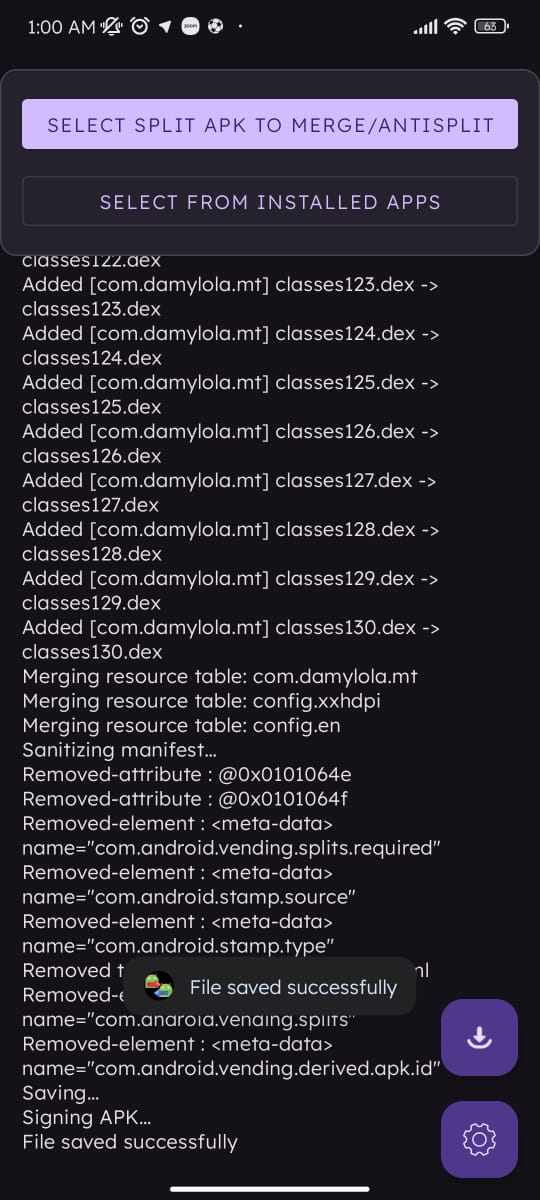 1:00 AM
zoom
63
SELECT SPLIT APK TO MERGE/ANTISPLIT
SELECT FROM INSTALLED APPS
classes122.dex
Added [com.damylola.mt] classes123.dex ->
classes123.dex
Added [com.damylola.mt] classes124.dex ->
classes124.dex
Added [com.damylola.mt] classes125.dex ->
classes125.dex
Added [com.damylola.mt] classes126.dex ->
classes126.dex
Added [com.damylola.mt] classes127.dex ->
classes127.dex
Added [com.damylola.mt] classes128.dex ->
classes128.dex
Added [com.damylola.mt] classes129.dex ->
classes129.dex
Added [com.damylola.mt] classes130.dex ->
classes130.dex
Merging resource table: com.damylola.mt
Merging resource table: config.xxhdpi
Merging resource table: config.en
Sanitizing manifest...
Removed-attribute : @0x0101064e
Removed-attribute : @0x0101064f
Removed-element : <meta-data>
name="com.android.vending.splits.required"
Removed-element : <meta-data>
name="com.android.stamp.source"
Removed-element : <meta-data>
name="com.android.stamp.type"
Removed
File saved successfully
name="com.android.vending.splits"
Removed-element : <meta-data>
name="com.android.vending.derived.apk.id"
Saving...
Signing APK...
File saved successfully